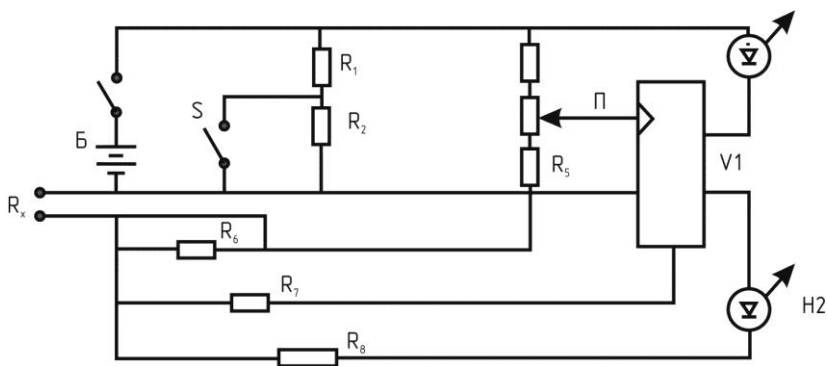 R₁
S
П
R₂
Б
V1
R₅
Rₓ
R₆
R₇
H2
R₈